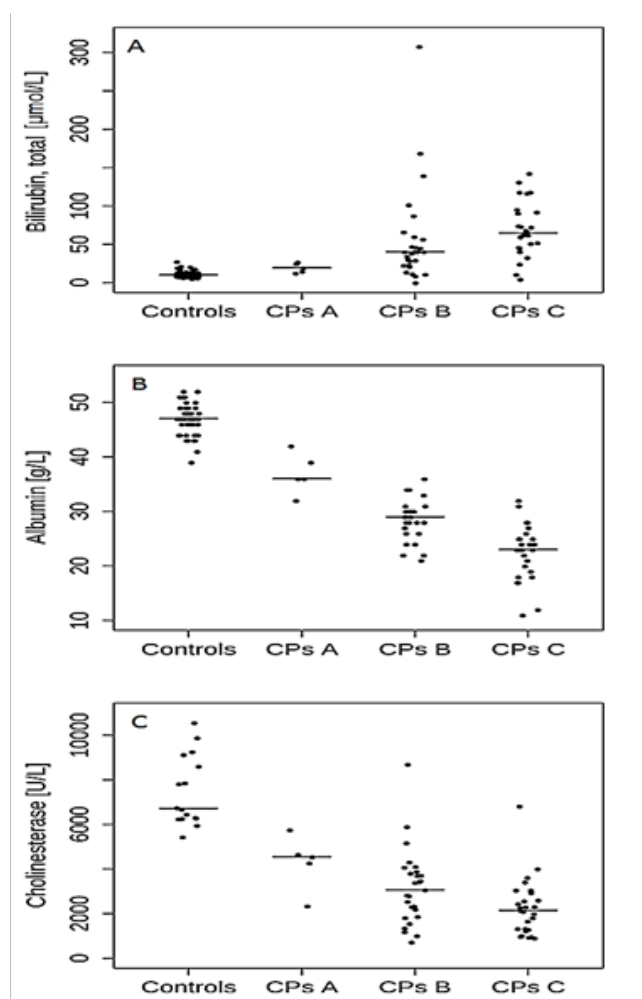 A
Bilirubin, total [µmol/L]
300
200
100
50
0
Controls CPs A CPs B CPs C
B
Albumin [g/L]
50
40
30
20
10
Controls CPs A CPs B CPs C
C
Cholinesterase [U/L]
10000
6000
2000
0
Controls CPs A CPs B CPs C